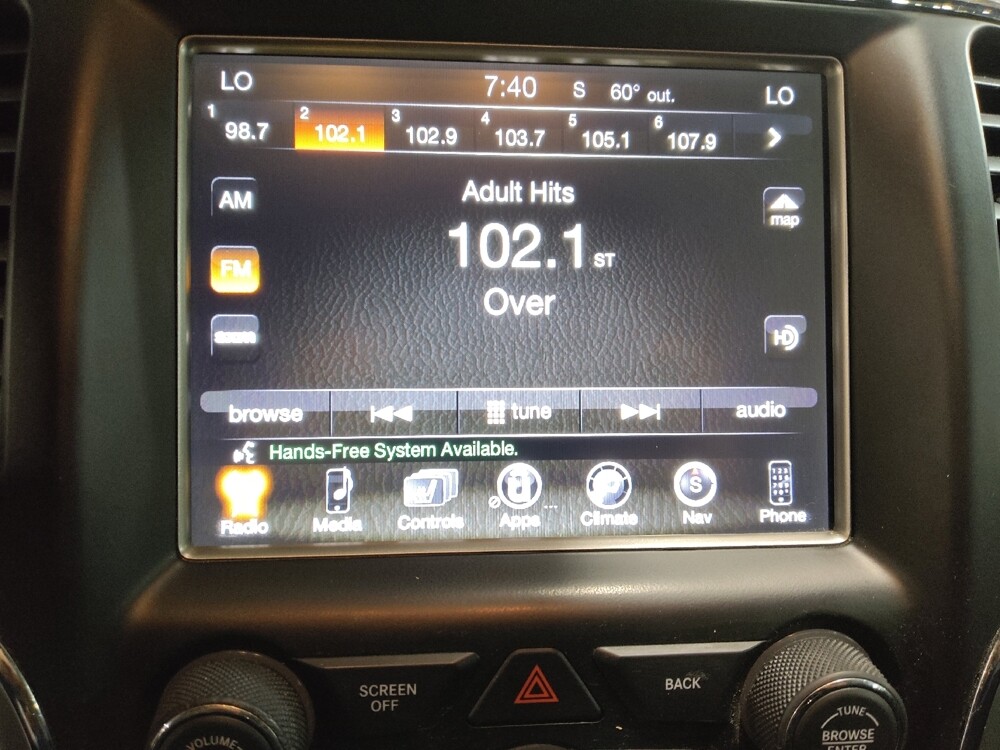 LO 7:40 S 60° out. LO
1 98.7 2 102.1 3 102.9 4 103.7 5 105.1 6 107.9
AM
Adult Hits
map
102.1 ST
FM
Over
HD
browse tune audio
Hands-Free System Available.
S
Radio Media Controls Apps ... Climate Nav Phone
SCREEN
OFF
BACK
VOLUME
TUNE
BROWSE
ENTER